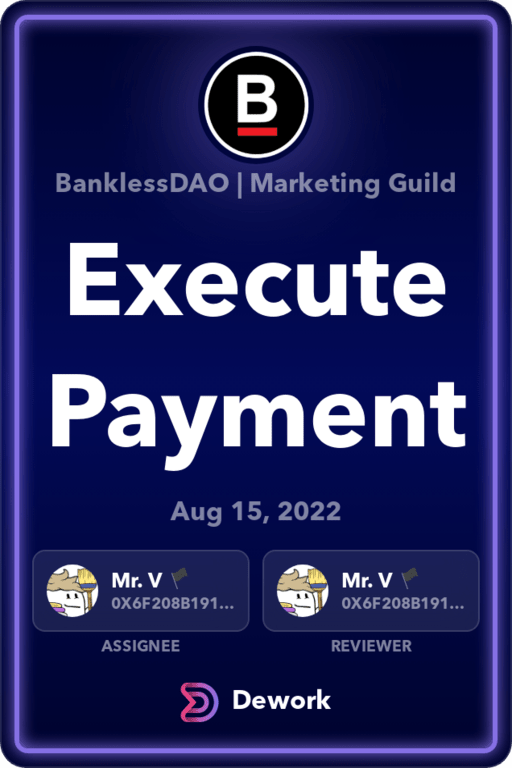 B
BanklessDAO | Marketing Guild
Execute
Payment
Aug 15, 2022
Mr. V 🏴
0X6F208B191...
Mr. V 🏴
0X6F208B191...
ASSIGNEE
REVIEWER
Dework